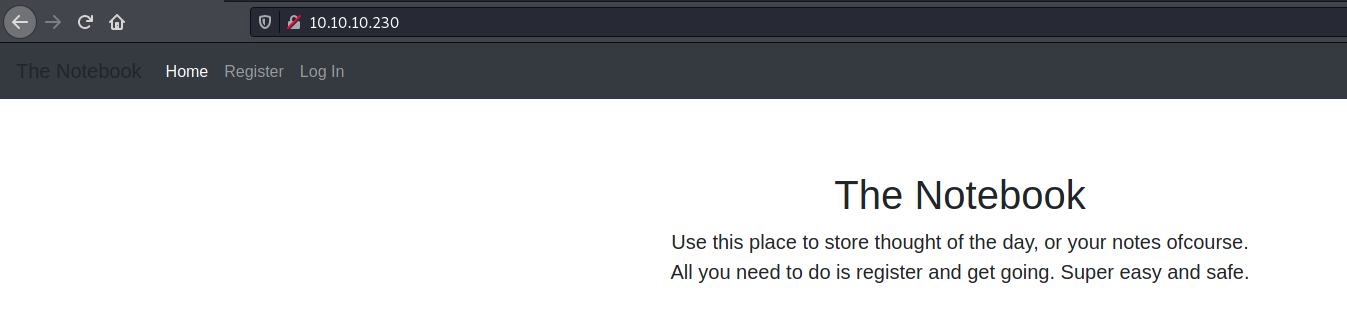 10.10.10.230
The Notebook Home Register Log In
The Notebook
Use this place to store thought of the day, or your notes ofcourse.
All you need to do is register and get going. Super easy and safe.